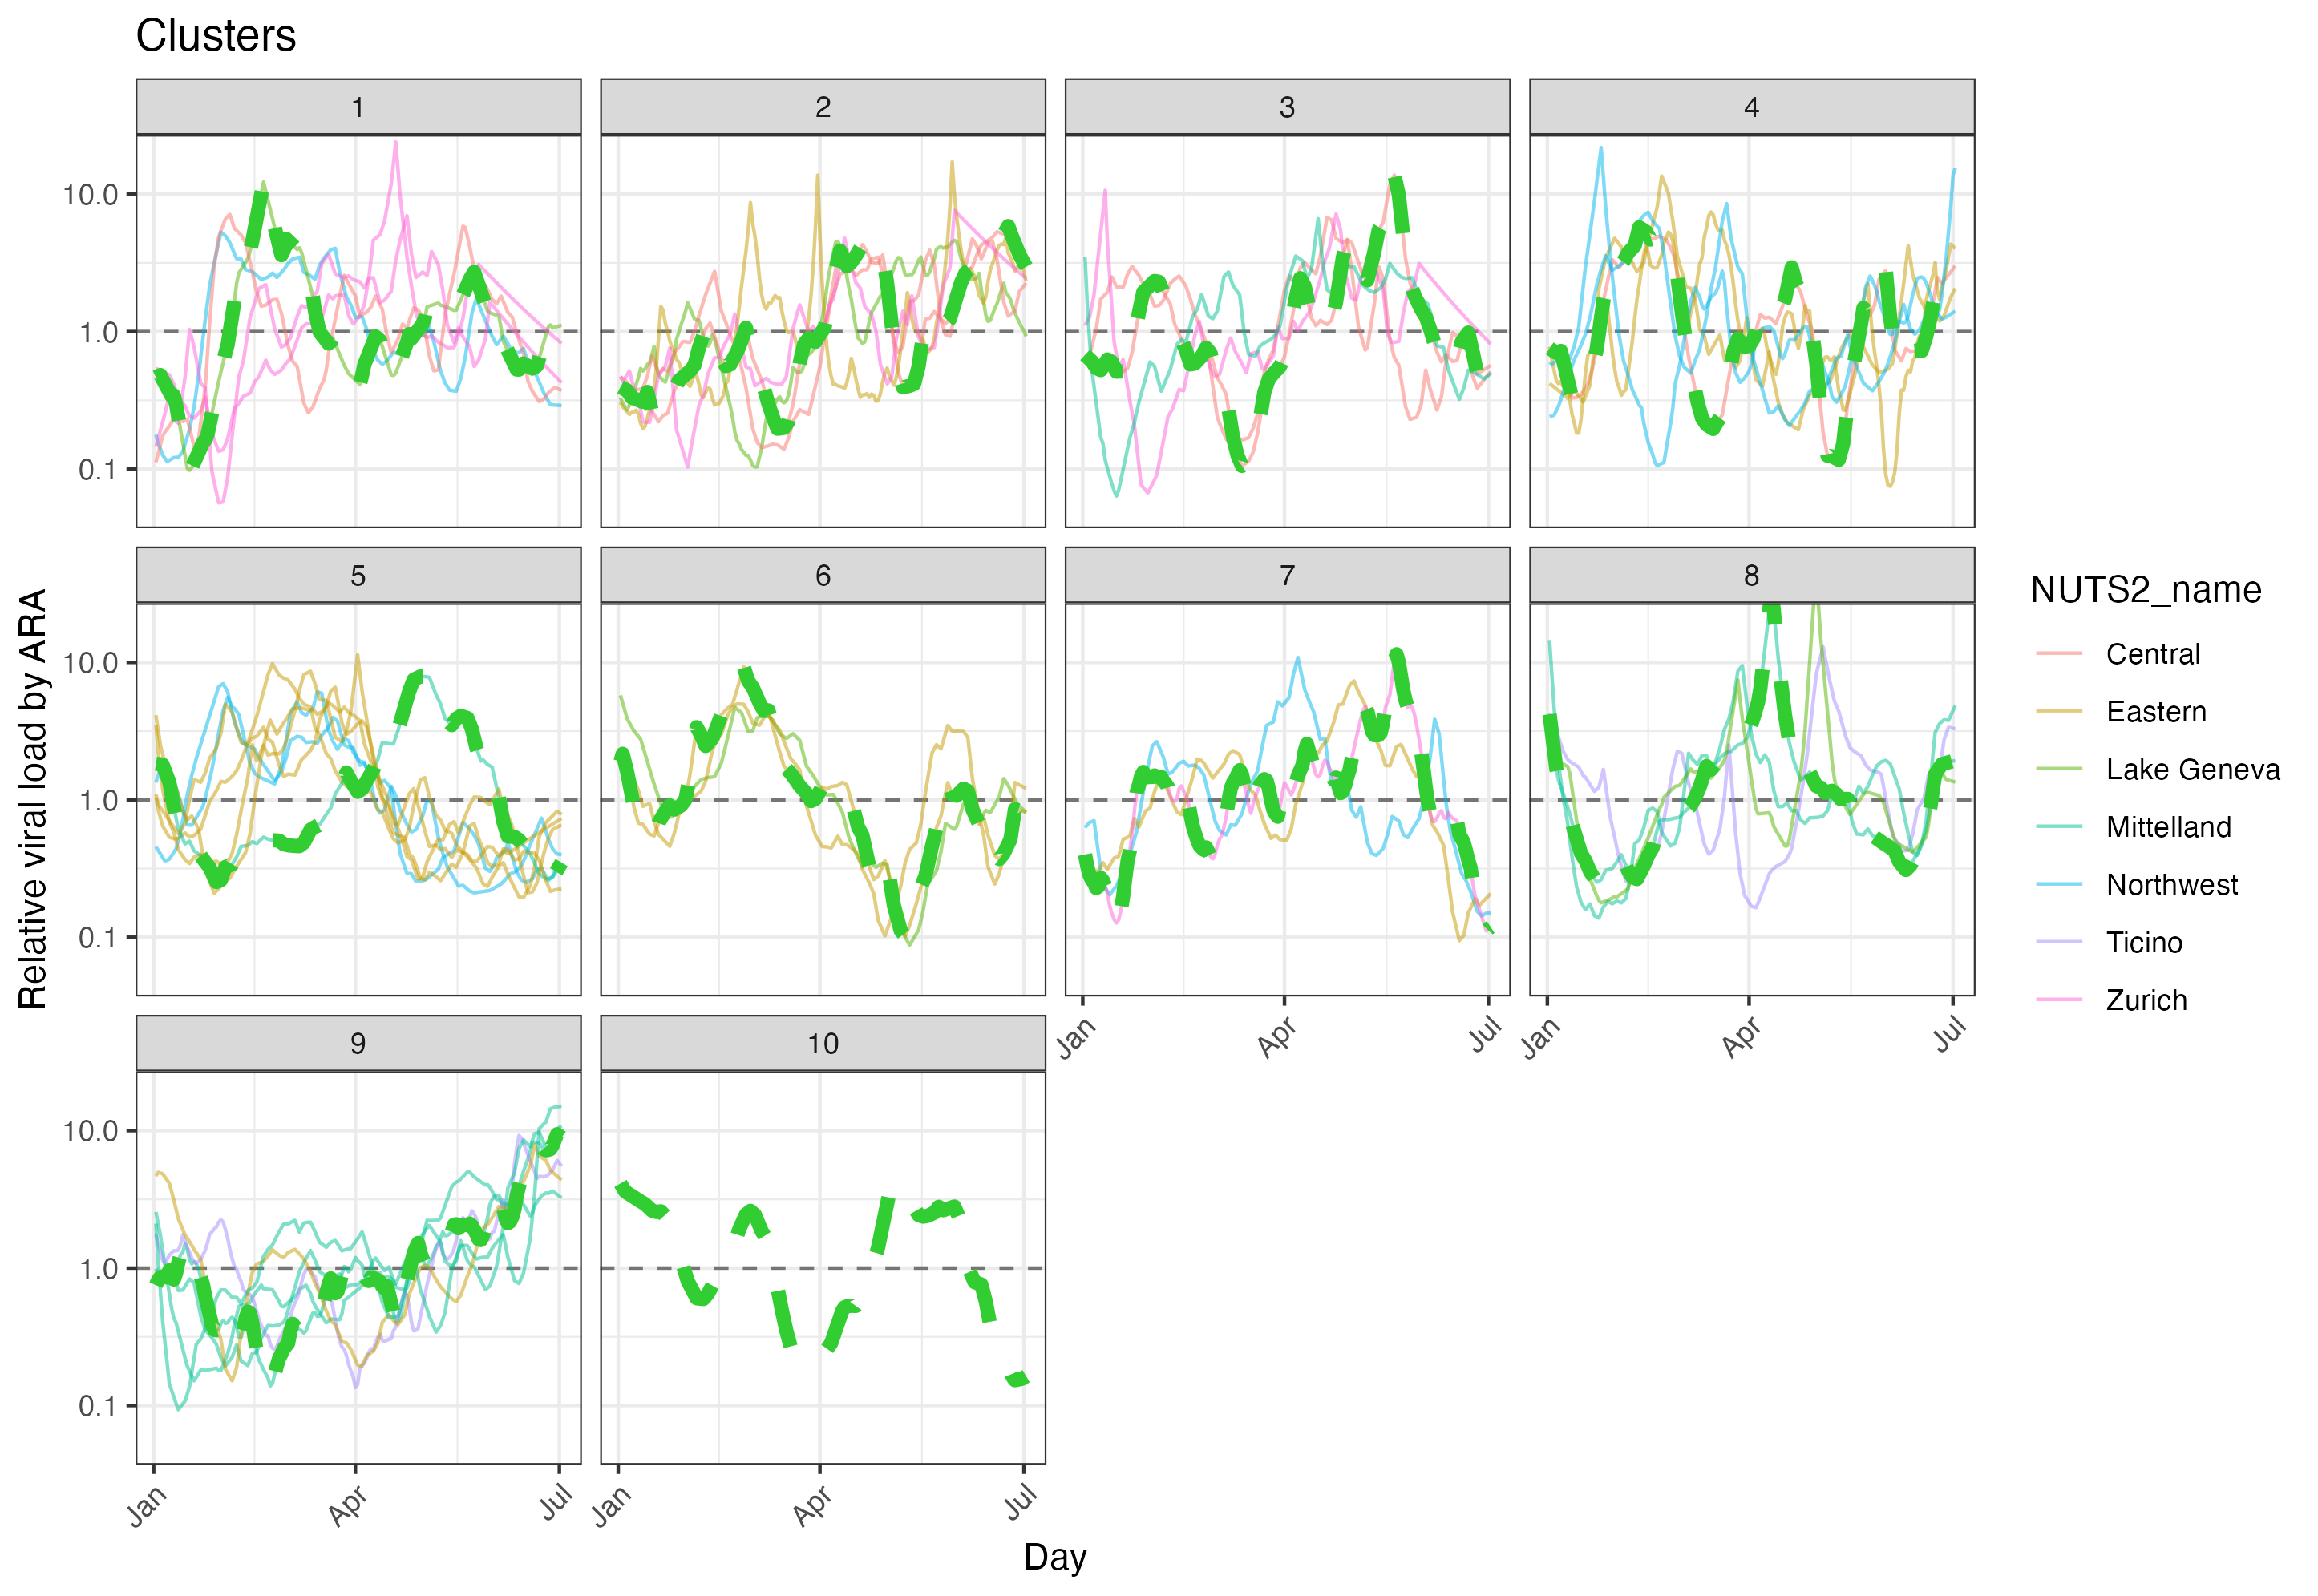 Clusters
1
2
3
4
10.0
1.0
0.1
5
6
7
8
10.0
1.0
0.1
Jan
Apr
Jul
Jan
Apr
Jul
9
10
10.0
1.0
0.1
Jan
Apr
Jul
Jan
Apr
Jul
Day
Relative viral load by ARA
NUTS2_name
Central
Eastern
Lake Geneva
Mittelland
Northwest
Ticino
Zurich